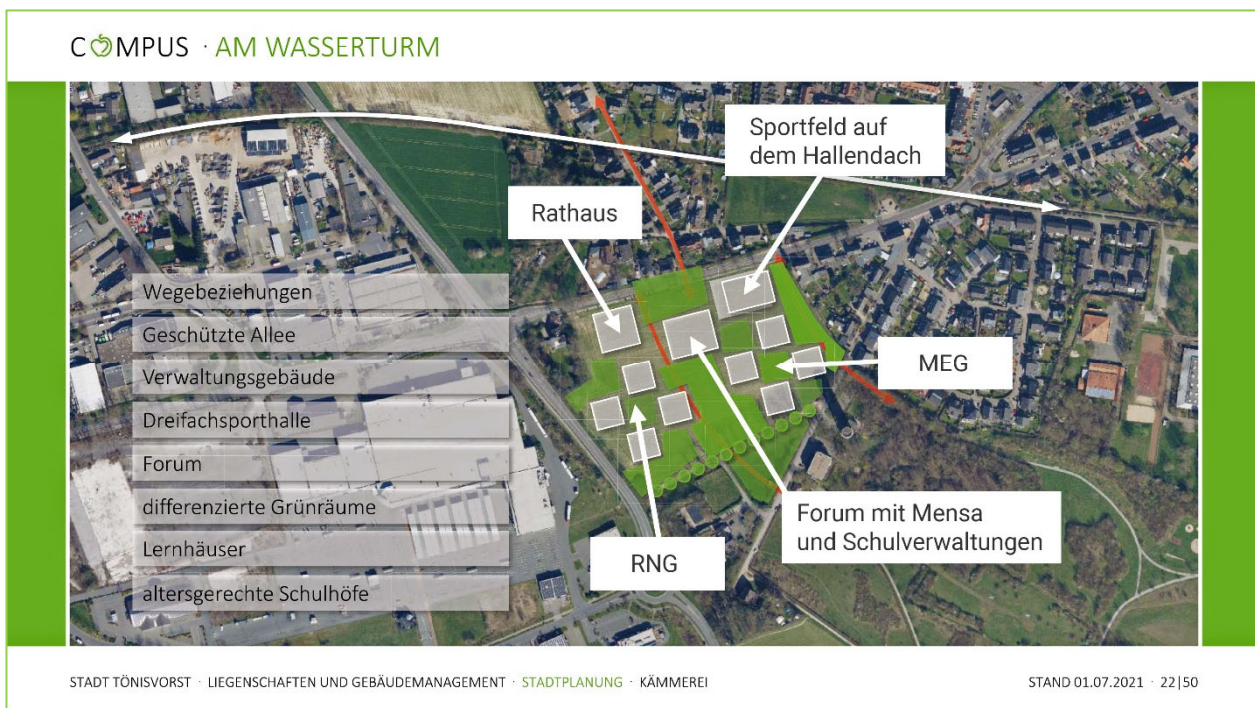 COMPUS · AM WASSERTURM
Sportfeld auf
dem Hallendach
Rathaus
Wegebeziehungen
Geschützte Allee
Verwaltungsgebäude
Dreifachsporthalle
Forum
differenzierte Grünräume
Lernhäuser
altersgerechte Schulhöfe
MEG
Forum mit Mensa
und Schulverwaltungen
RNG
STADT TÖNISVORST · LIEGENSCHAFTEN UND GEBÄUDEMANAGEMENT · STADTPLANUNG · KÄMMEREI
STAND 01.07.2021 · 22|50